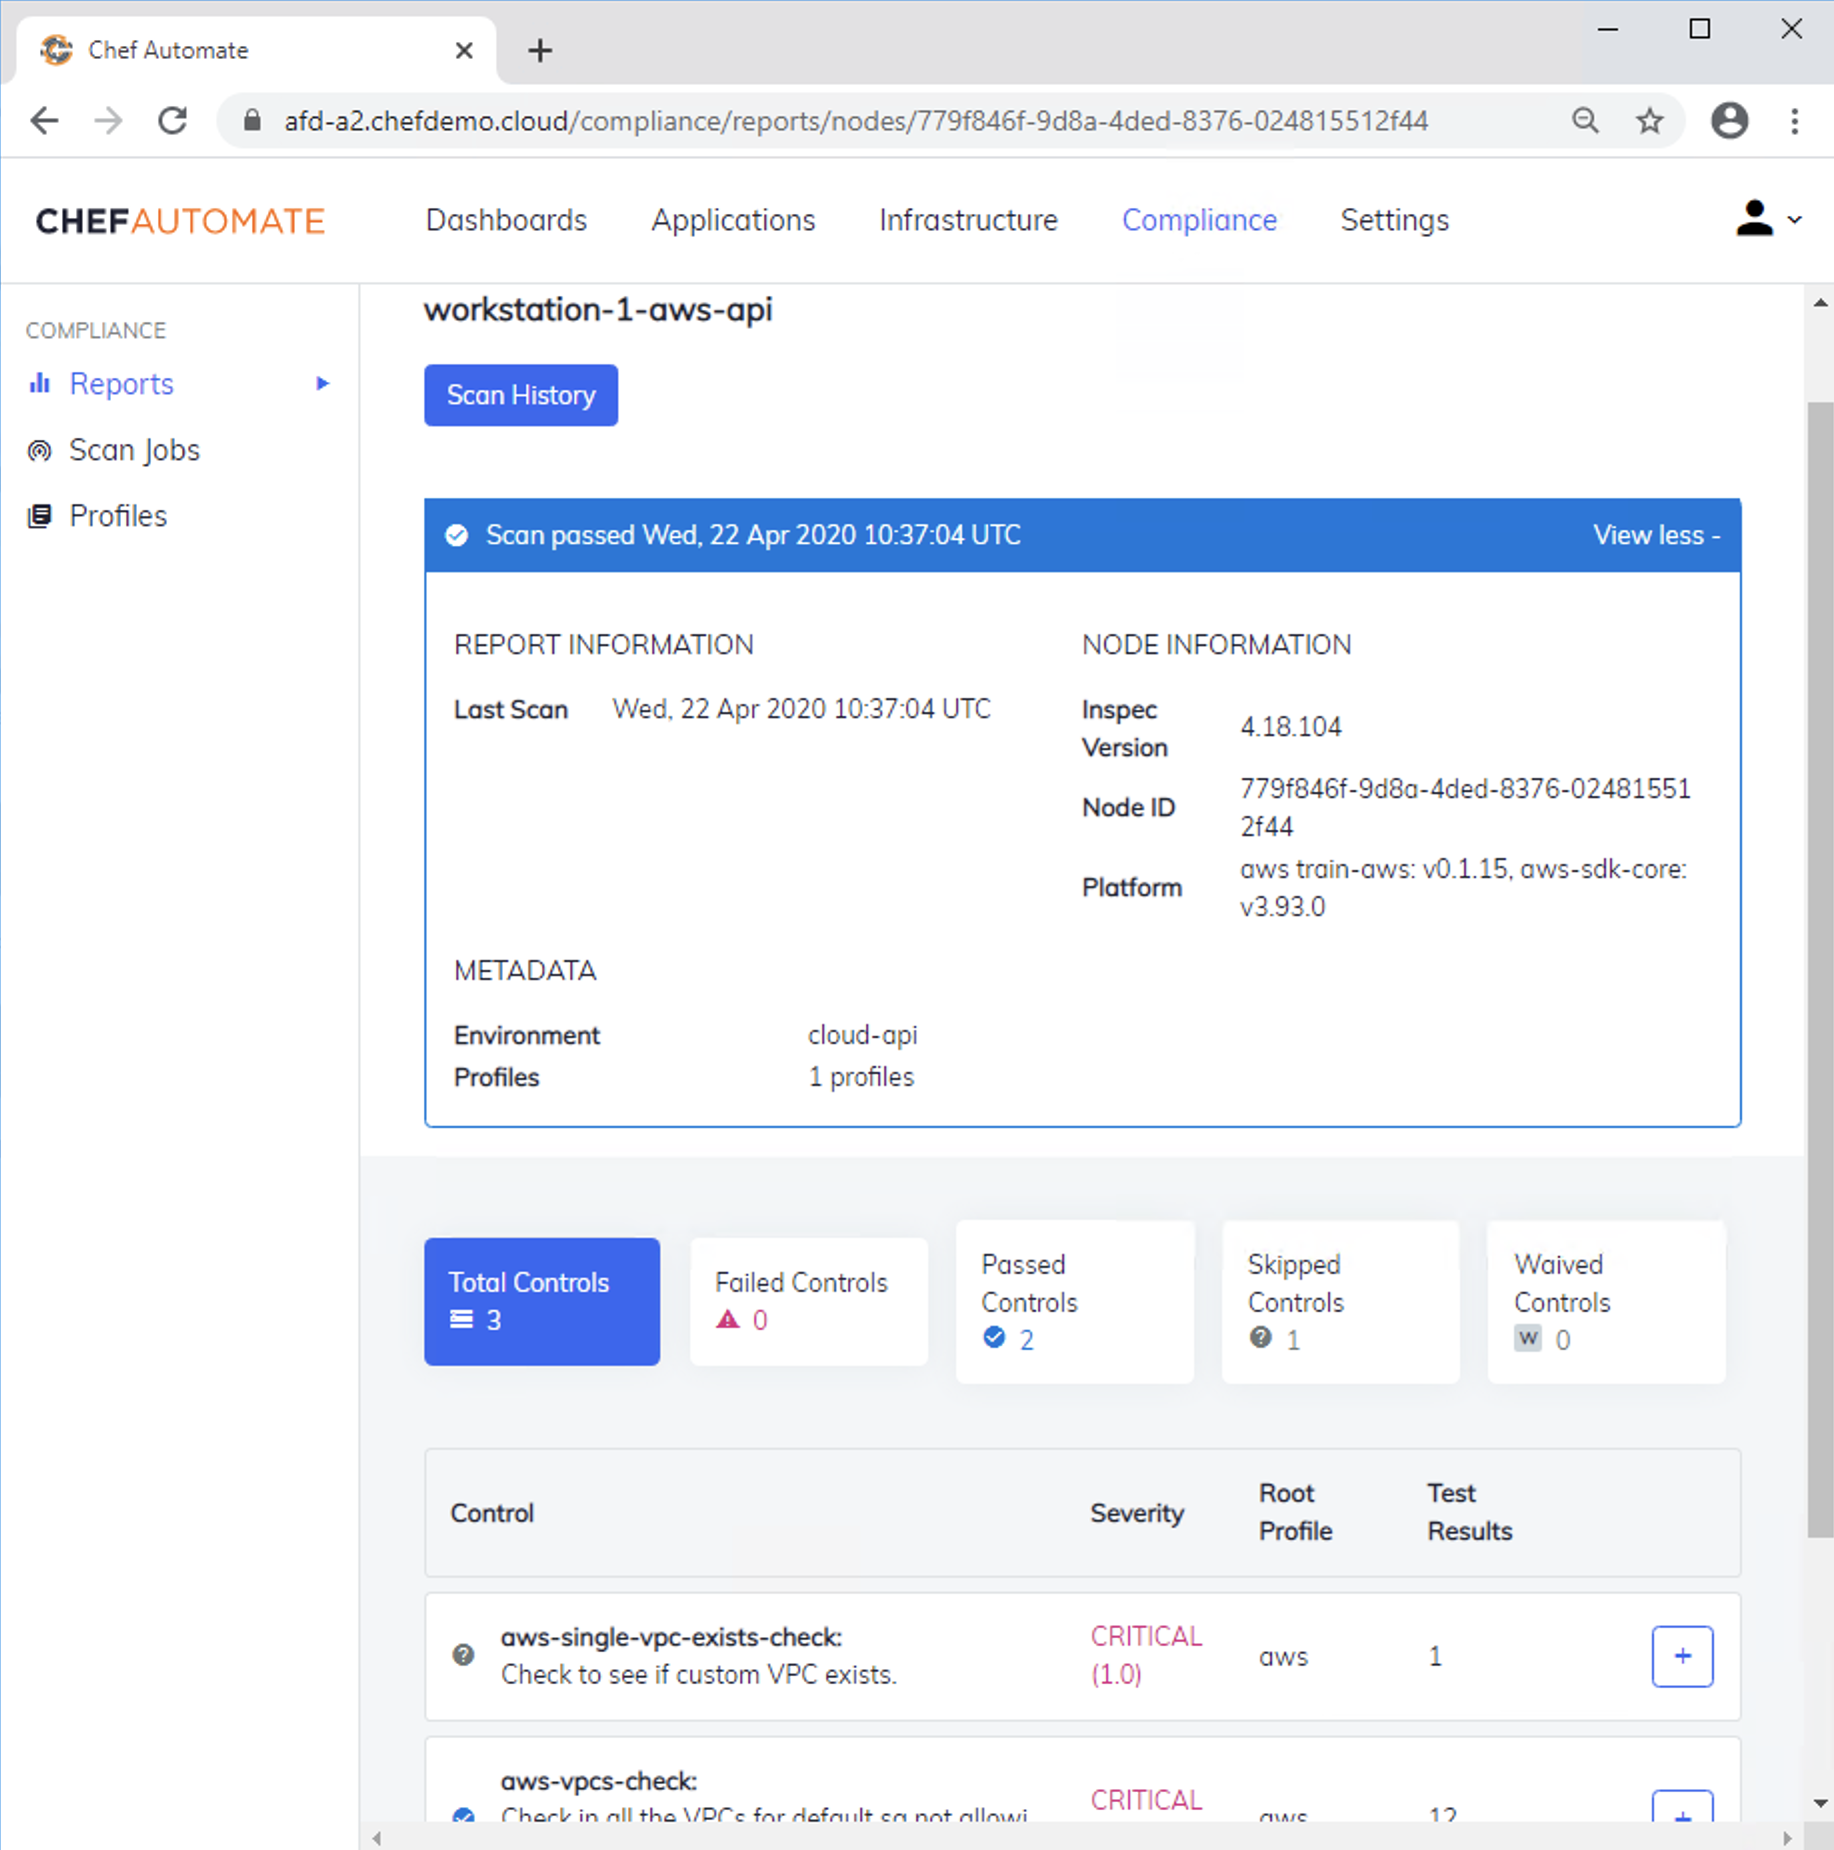 Chef Automate
afd-a2.chefdemo.cloud/compliance/reports/nodes/779f846f-9d8a-4ded-8376-024815512f44
CHEFAUTOMATE
Dashboards
Applications
Infrastructure
Compliance
Settings
COMPLIANCE
Reports
Scan Jobs
Profiles
workstation-1-aws-api
Scan History
Scan passed Wed, 22 Apr 2020 10:37:04 UTC
View less -
REPORT INFORMATION
Last Scan Wed, 22 Apr 2020 10:37:04 UTC
NODE INFORMATION
Inspec
Version
4.18.104
Node ID
779f846f-9d8a-4ded-8376-02481551
2f44
Platform
aws train-aws: v0.1.15, aws-sdk-core:
v3.93.0
METADATA
Environment cloud-api
Profiles 1 profiles
Total Controls
3
Failed Controls
0
Passed
Controls
2
Skipped
Controls
1
Waived
Controls
W 0
Control
Severity
Root
Profile
Test
Results
aws-single-vpc-exists-check:
Check to see if custom VPC exists.
CRITICAL
(1.0)
aws
1
+
aws-vpcs-check:
Check in all the VPCs for default sg not allowi
CRITICAL
aws
12
+